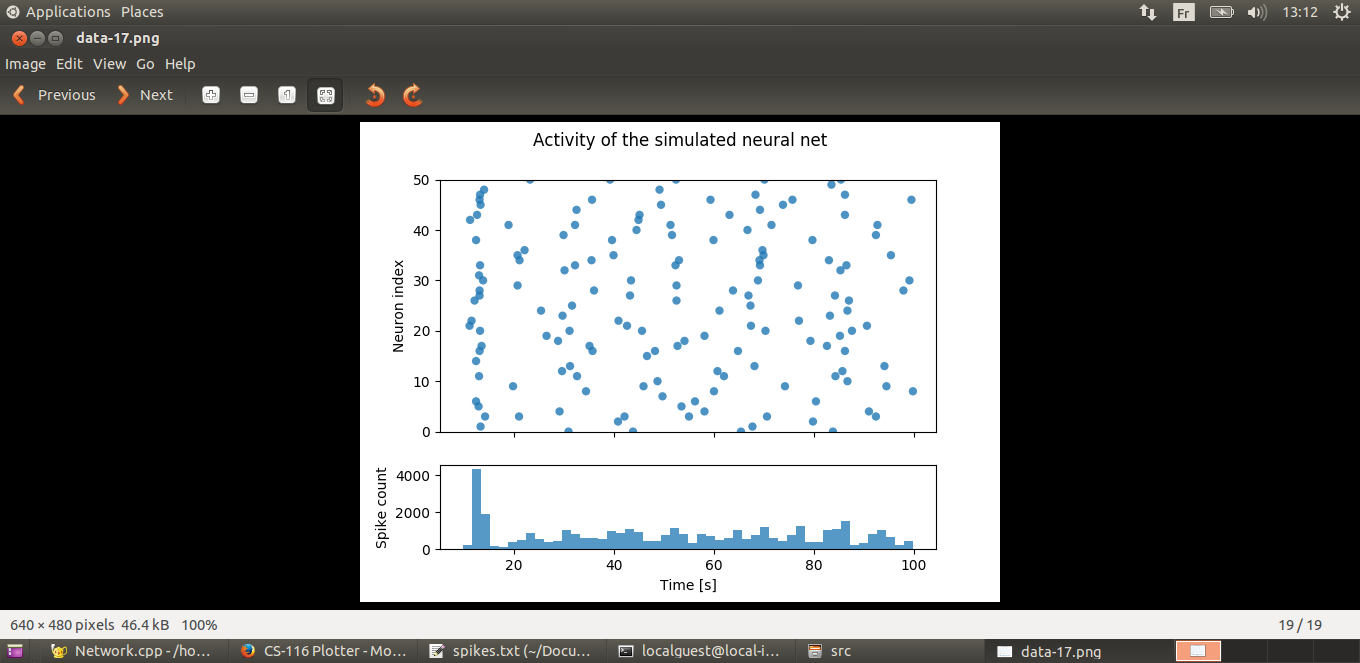 Applications Places Fr 13:12
data-17.png
Image Edit View Go Help
Previous Next 1
Activity of the simulated neural net
50
40
30
20
10
0
Neuron index
4000
2000
0
Spike count
20 40 60 80 100
Time [s]
640 × 480 pixels 46.4 kB 100% 19 / 19
Network.cpp - /ho... CS-116 Plotter - Mo... spikes.txt (~/Docu... localguest@local-i... src data-17.png